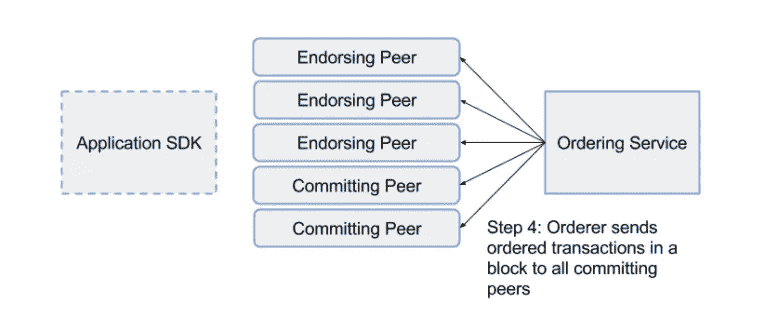 Endorsing Peer
Endorsing Peer
Endorsing Peer
Committing Peer
Committing Peer
Application SDK
Ordering Service
Step 4: Orderer sends
ordered transactions in a
block to all committing
peers